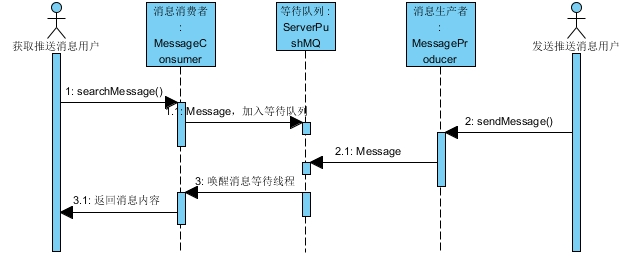 消息消费者
:
MessageC
onsumer
等待队列 :
ServerPu
shMQ
消息生产者
:
MessagePr
oducer
获取推送消息用户
发送推送消息用户
1: searchMessage()
1.1: Message，加入等待队列
2: sendMessage()
2.1: Message
3: 唤醒消息等待线程
3.1: 返回消息内容